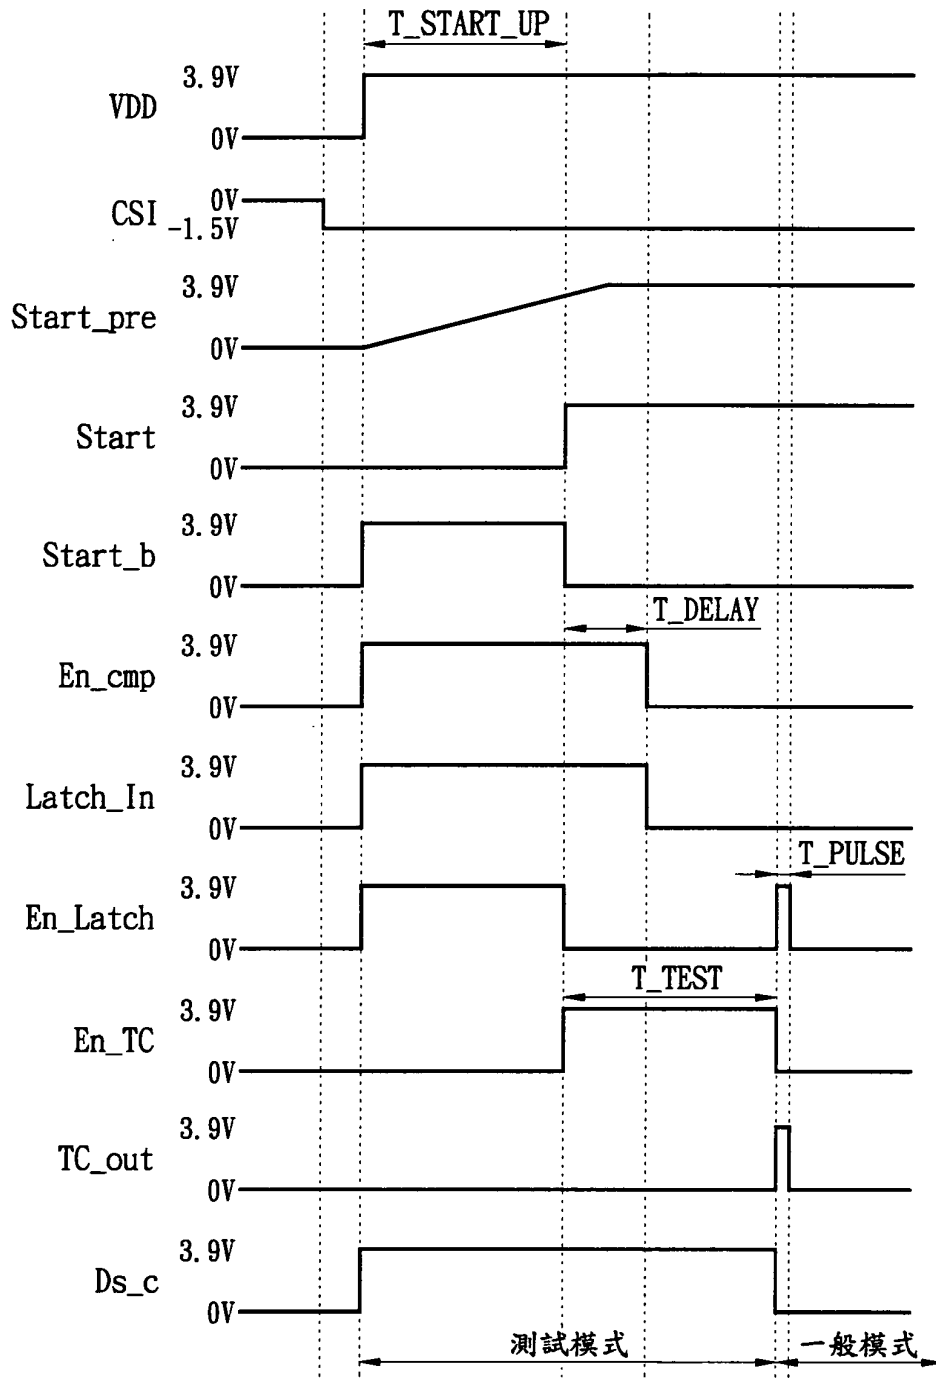 T_START_UP
3.9V
VDD
0V
0V
CSI
-1.5V
3.9V
Start_pre
0V
3.9V
Start
0V
3.9V
Start_b
0V
T_DELAY
3.9V
En_cmp
0V
3.9V
Latch_In
0V
T_PULSE
3.9V
En_Latch
0V
T_TEST
3.9V
En_TC
0V
3.9V
TC_out
0V
3.9V
Ds_c
0V
測試模式 一般模式